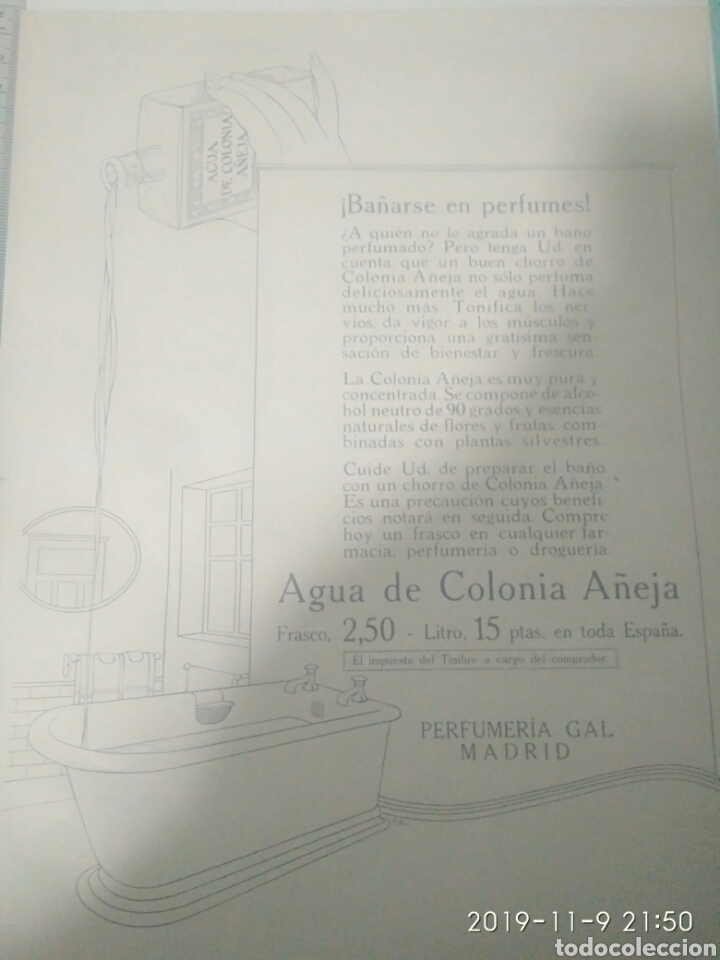 AGUA
DE COLONIA
AÑEJA
¡Bañarse en perfumes!
¿A quién no le agrada un baño
perfumado? Pero tenga Ud. en
cuenta que un buen chorro de
Colonia Añeja no sólo perfuma
deliciosamente el agua. Hace
mucho más. Tonifica los ner-
vios, da vigor a los músculos y
proporciona una gratísima sen-
sación de bienestar y frescura.
La Colonia Añeja es muy pura y
concentrada. Se compone de alco-
hol neutro de 90 grados y esencias
naturales de flores y frutas, com-
binadas con plantas silvestres.
Cuide Ud. de preparar el baño
con un chorro de Colonia Añeja.
Es una precaución cuyos benefi-
cios notará en seguida. Compre
hoy un frasco en cualquier far-
macia, perfumería o droguería.
Agua de Colonia Añeja
Frasco, 2,50 - Litro, 15 ptas. en toda España.
El impuesto del Timbre a cargo del comprador.
PERFUMERÍA GAL
MADRID
2019-11-9 21:50
todocoleccion